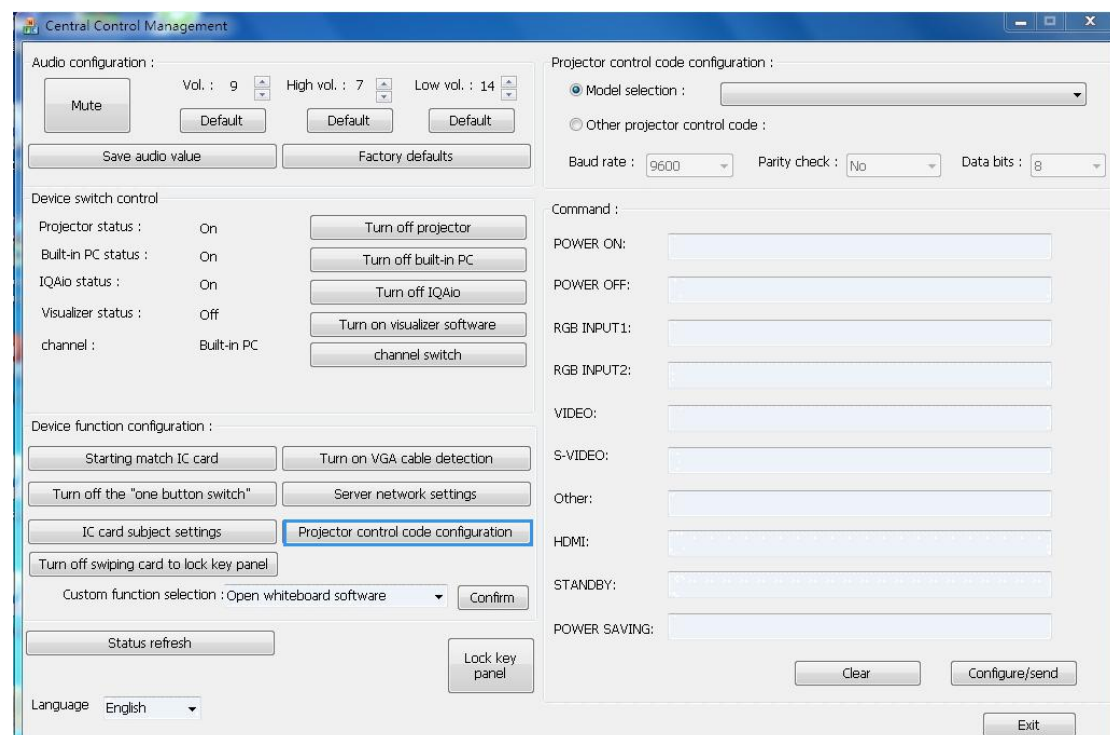 Central Control Management
Audio configuration :
Mute
Vol. : 9
High vol. : 7
Low vol. : 14
Default
Default
Default
Save audio value
Factory defaults
Device switch control
Projector status : On
Turn off projector
Built-in PC status : On
Turn off built-in PC
IQAio status : On
Turn off IQAio
Visualizer status : Off
Turn on visualizer software
channel : Built-in PC
channel switch
Device function configuration :
Starting match IC card
Turn on VGA cable detection
Turn off the "one button switch"
Server network settings
IC card subject settings
Projector control code configuration
Turn off swiping card to lock key panel
Custom function selection : Open whiteboard software
Confirm
Status refresh
Lock key
panel
Language English
Projector control code configuration :
Model selection :
Other projector control code :
Baud rate : 9600
Parity check : No
Data bits : 8
Command :
POWER ON:
POWER OFF:
RGB INPUT1:
RGB INPUT2:
VIDEO:
S-VIDEO:
Other:
HDMI:
STANDBY:
POWER SAVING:
Clear
Configure/send
Exit